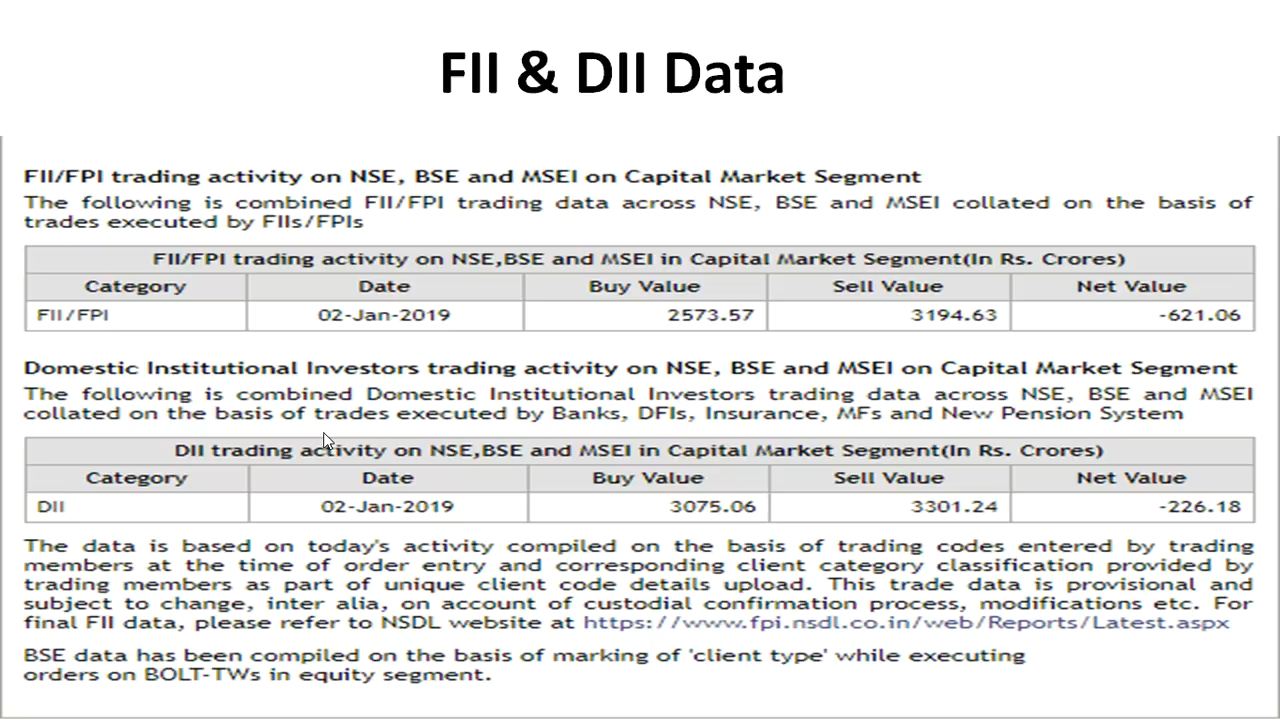 FII & DII Data
FII/FPI trading activity on NSE, BSE and MSEI on Capital Market Segment
The following is combined FII/FPI trading data across NSE, BSE and MSEI collated on the basis of
trades executed by FIIs/FPIs
FII/FPI trading activity on NSE,BSE and MSEI in Capital Market Segment(In Rs. Crores)
Category Date Buy Value Sell Value Net Value
FII/FPI 02-Jan-2019 2573.57 3194.63 -621.06
Domestic Institutional Investors trading activity on NSE, BSE and MSEI on Capital Market Segment
The following is combined Domestic Institutional Investors trading data across NSE, BSE and MSEI
collated on the basis of trades executed by Banks, DFIs, Insurance, MFs and New Pension System
DII trading activity on NSE,BSE and MSEI in Capital Market Segment(In Rs. Crores)
Category Date Buy Value Sell Value Net Value
DII 02-Jan-2019 3075.06 3301.24 -226.18
The data is based on today's activity compiled on the basis of trading codes entered by trading
members at the time of order entry and corresponding client category classification provided by
trading members as part of unique client code details upload. This trade data is provisional and
subject to change, inter alia, on account of custodial confirmation process, modifications etc. For
final FII data, please refer to NSDL website at https://www.fpi.nsdl.co.in/web/Reports/Latest.aspx
BSE data has been compiled on the basis of marking of 'client type' while executing
orders on BOLT-TWs in equity segment.